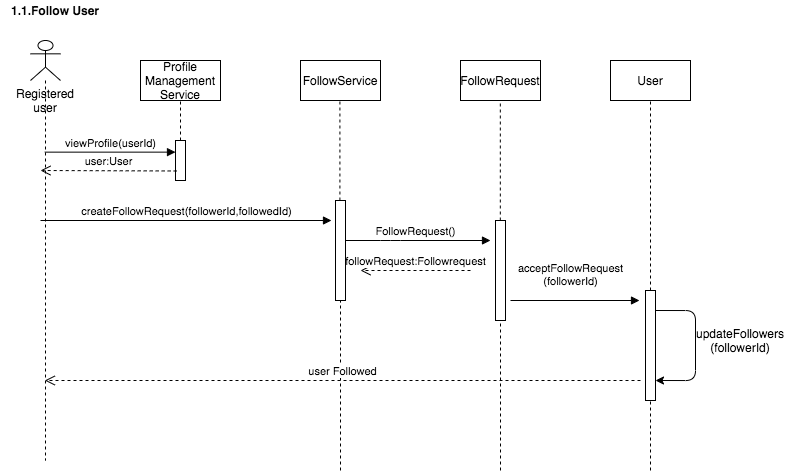 1.1.Follow User
Registered
user
Profile
Management
Service
FollowService
FollowRequest
User
viewProfile(userId)
user:User
createFollowRequest(followerId,followedId)
FollowRequest()
followRequest:Followrequest
acceptFollowRequest
(followerId)
updateFollowers
(followerId)
user Followed